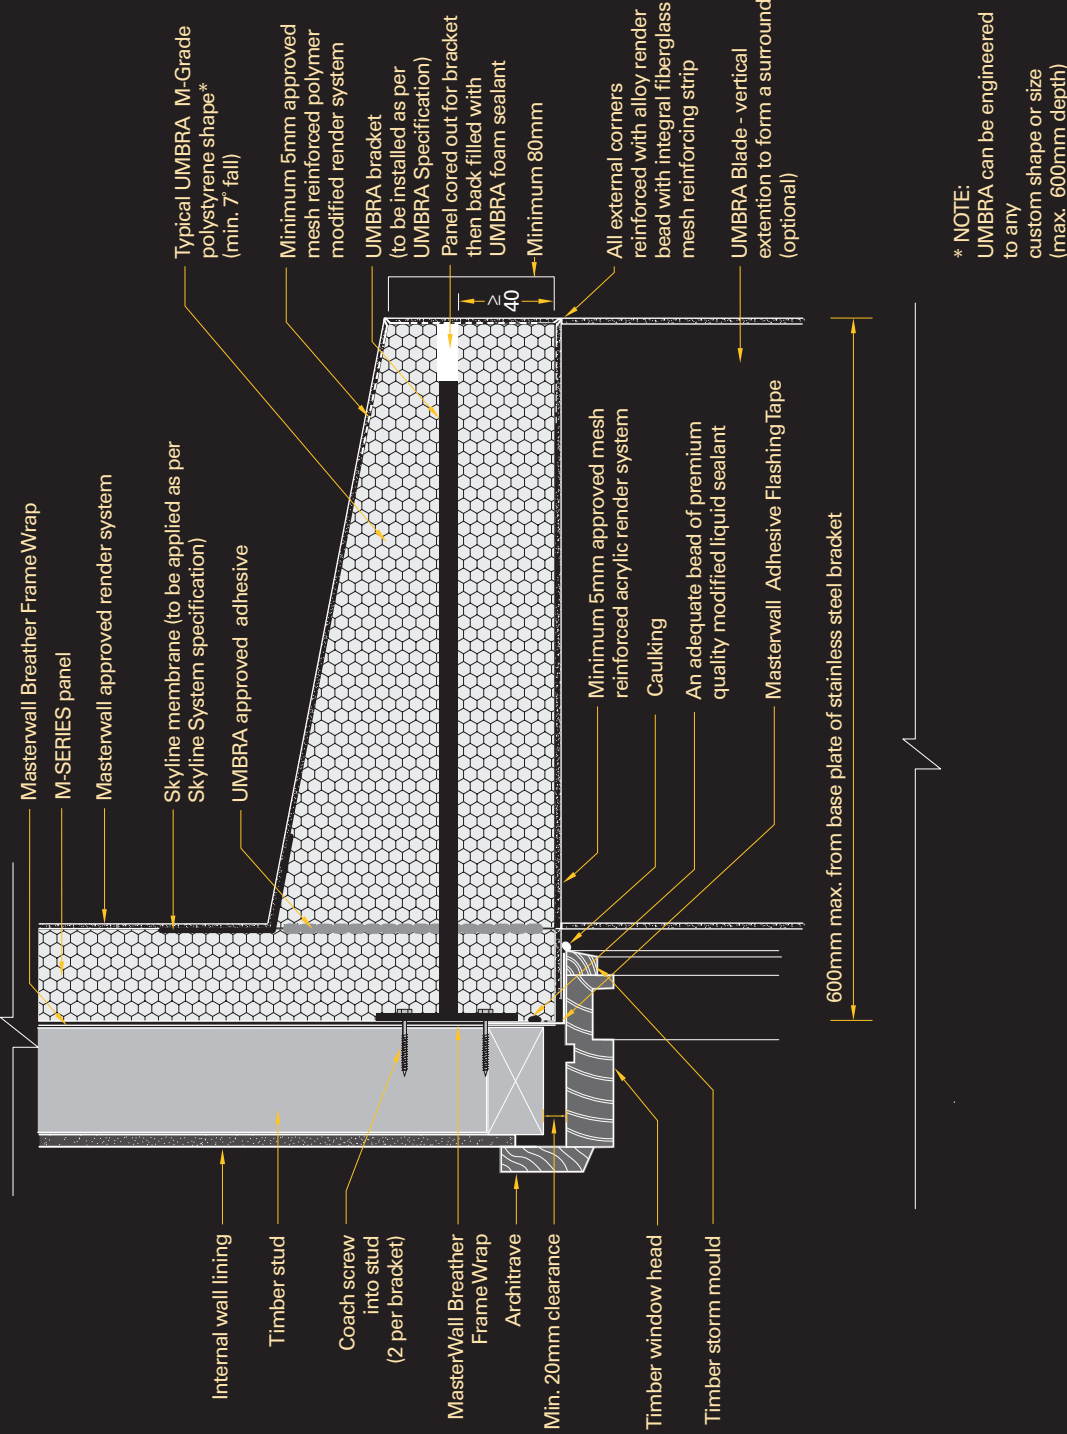 Masterwall Breather Frame Wrap
M-SERIES panel
Masterwall approved render system
Skyline membrane (to be applied as per
Skyline System specification)
UMBRA approved adhesive
Typical UMBRA M-Grade
polystyrene shape*
(min. 7° fall)
Minimum 5mm approved
mesh reinforced polymer
modified render system
UMBRA bracket
(to be installed as per
UMBRA Specification)
Panel cored out for bracket
then back filled with
UMBRA foam sealant
Minimum 80mm
≥
40
All external corners
reinforced with alloy render
bead with integral fiberglass
mesh reinforcing strip
UMBRA Blade - vertical
extention to form a surround
(optional)
* NOTE:
UMBRA can be engineered
to any
custom shape or size
(max. 600mm depth)
Minimum 5mm approved mesh
reinforced acrylic render system
Caulking
An adequate bead of premium
quality modified liquid sealant
Masterwall Adhesive Flashing Tape
600mm max. from base plate of stainless steel bracket
Internal wall lining
Timber stud
Coach screw
into stud
(2 per bracket)
MasterWall Breather
Frame Wrap
Architrave
Min. 20mm clearance
Timber window head
Timber storm mould